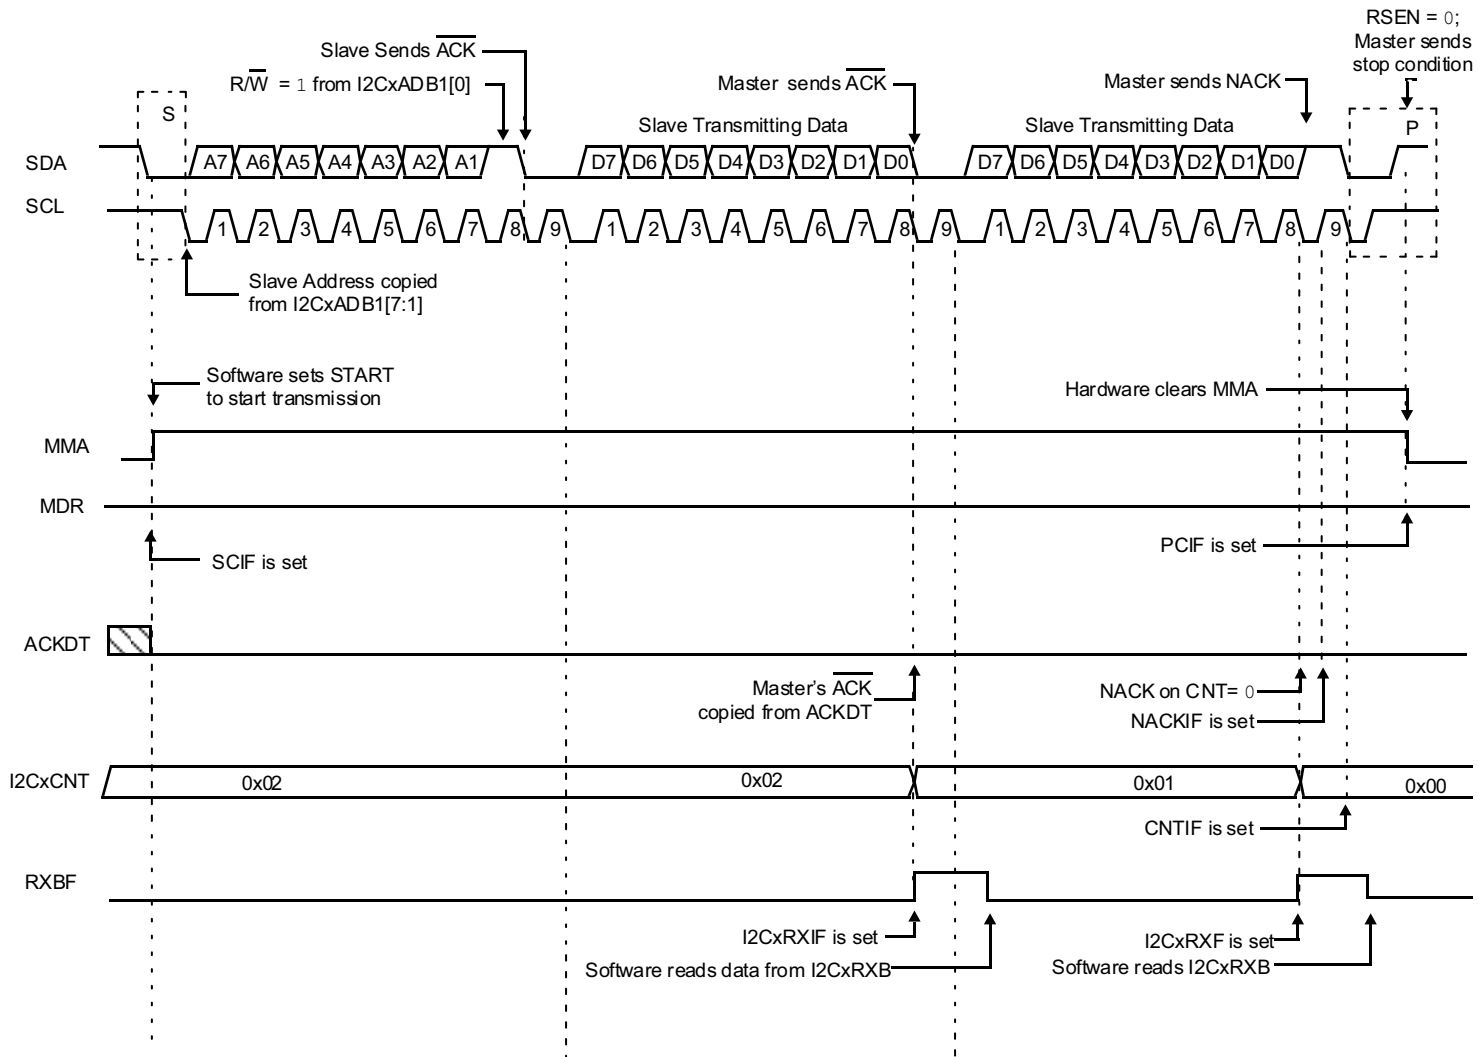 RSEN = 0;
Master sends
stop condition
Slave Sends ACK
R/W = 1 from I2CxADB1[0]
Master sends ACK
Master sends NACK
S
Slave Transmitting Data
Slave Transmitting Data
P
SDA
A7 A6 A5 A4 A3 A2 A1
D7 D6 D5 D4 D3 D2 D1 D0
D7 D6 D5 D4 D3 D2 D1 D0
SCL
1 2 3 4 5 6 7 8 9
1 2 3 4 5 6 7 8 9
1 2 3 4 5 6 7 8 9
Slave Address copied
from I2CxADB1[7:1]
Software sets START
to start transmission
Hardware clears MMA
MMA
MDR
SCIF is set
PCIF is set
ACKDT
Master's ACK
copied from ACKDT
NACK on CNT= 0
NACKIF is set
I2CxCNT
0x02
0x02
0x01
0x00
CNTIF is set
RXBF
I2CxRXIF is set
Software reads data from I2CxRXB
I2CxRXF is set
Software reads I2CxRXB